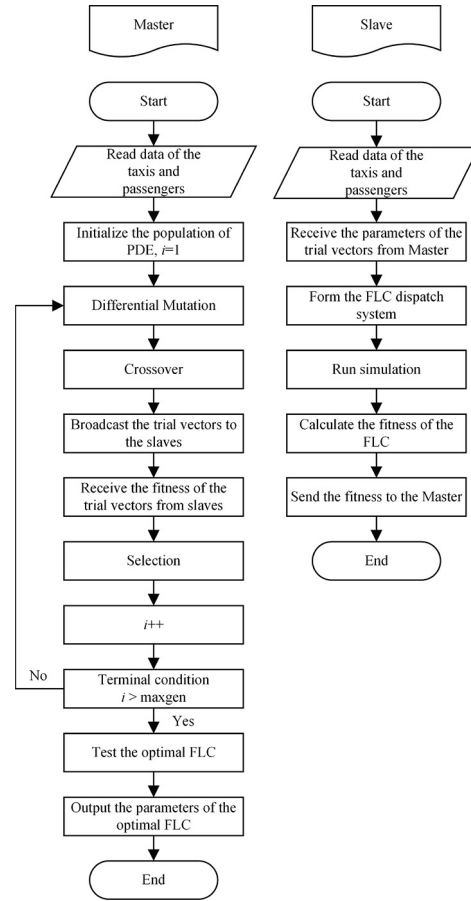 Master
Start
Read data of the
taxis and
passengers
Initialize the population of
PDE, i=1
Differential Mutation
Crossover
Broadcast the trial vectors to
the slaves
Receive the fitness of the
trial vectors from slaves
Selection
i++
No
Terminal condition
i > maxgen
Yes
Test the optimal FLC
Output the parameters of the
optimal FLC
End
Slave
Start
Read data of the
taxis and
passengers
Receive the parameters of the
trial vectors from Master
Form the FLC dispatch
system
Run simulation
Calculate the fitness of the
FLC
Send the fitness to the Master
End